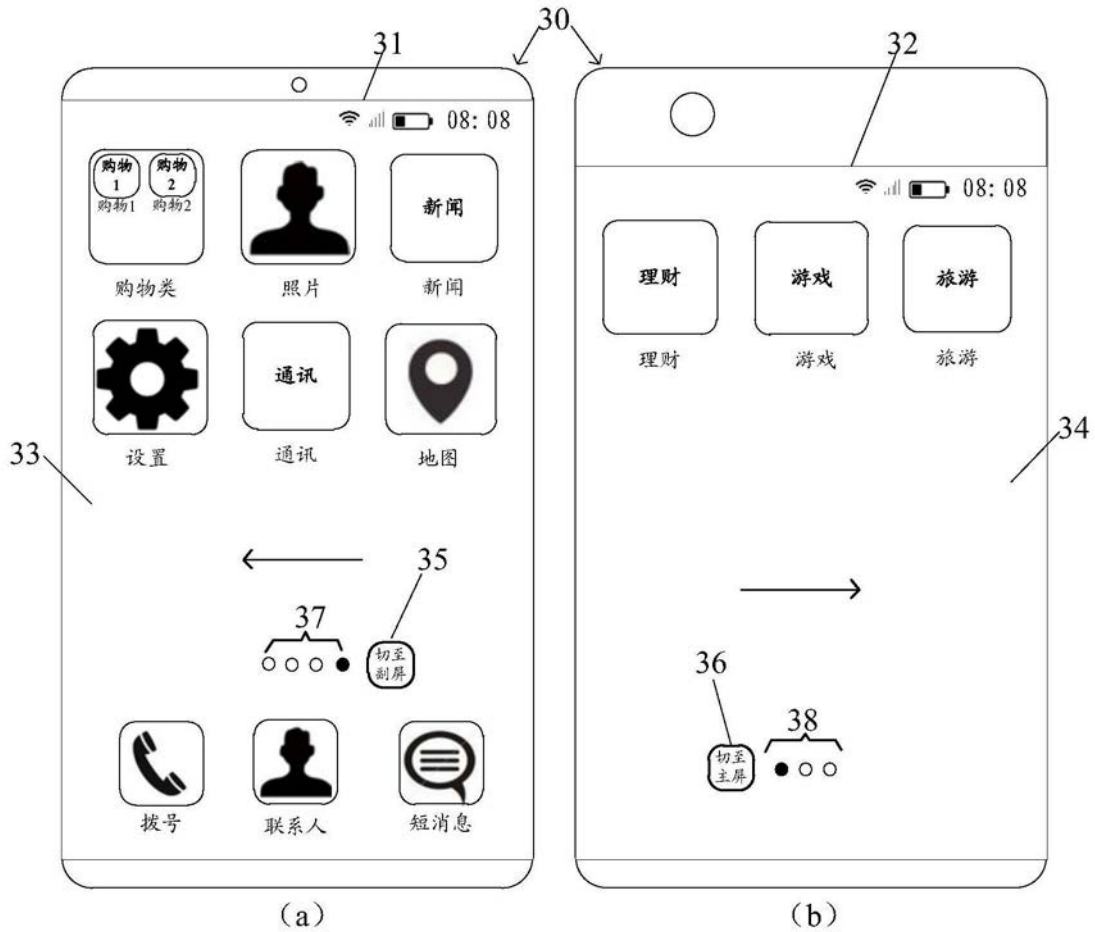 30
31
32
08:08
08:08
购物
1
购物
2
购物1
购物2
新闻
购物类
照片
新闻
理财
游戏
旅游
理财
游戏
旅游
通讯
设置
通讯
地图
33
34
35
37
切至
副屏
36
38
切至
主屏
拨号
联系人
短消息
(a)
(b)